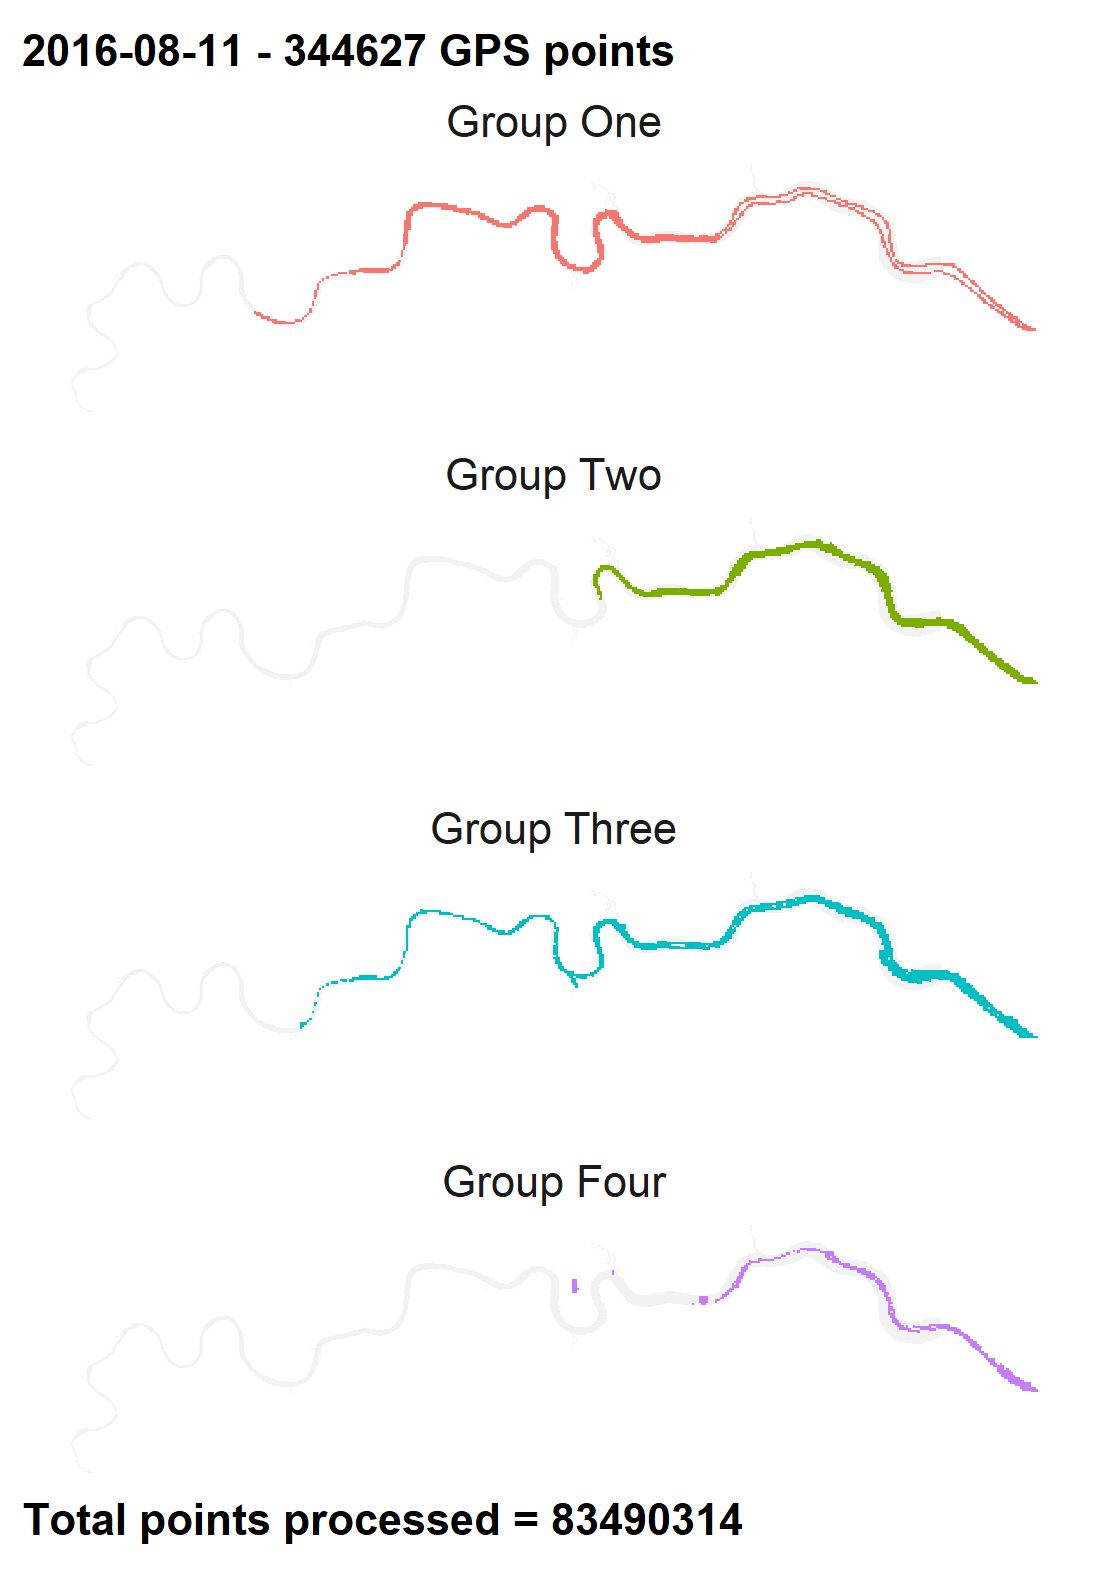 2016-08-11 - 344627 GPS points
Group One
Group Two
Group Three
Group Four
Total points processed = 83490314